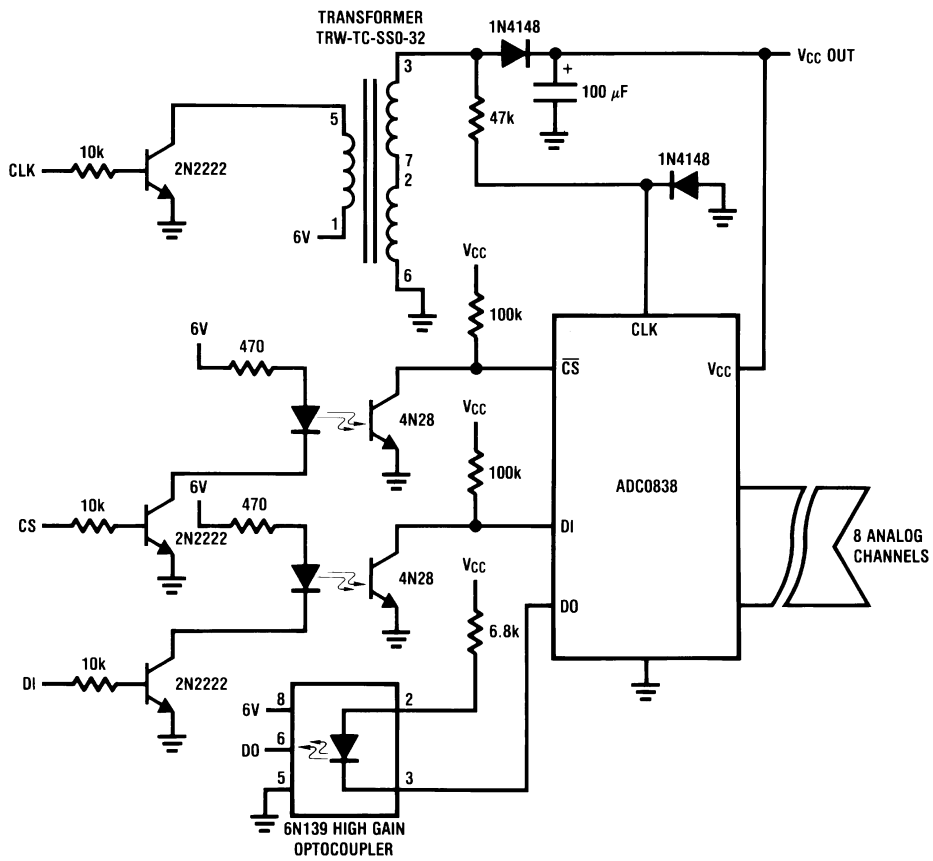 TRANSFORMER
TRW-TC-SSO-32
1N4148
3
VCC OUT
+
100 µF
47k
5
10k
CLK
2N2222
7
2
1N4148
1
6V
6
VCC
100k
CLK
6V
470
CS
VCC
4N28
VCC
100k
ADC0838
10k
6V
470
CS
2N2222
DI
8 ANALOG
CHANNELS
4N28
VCC
DO
6.8k
10k
DI
2N2222
8
2
6V
DO
6
5
3
6N139 HIGH GAIN
OPTOCOUPLER